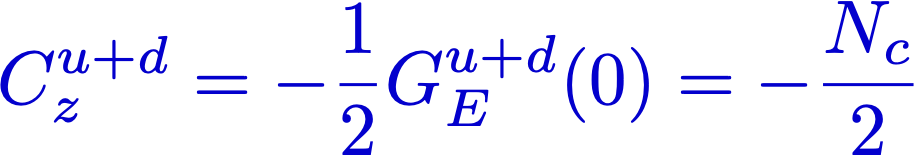 $C_z^{u+d} = -\frac{1}{2} G_E^{u+d}(0) = -\frac{N_c}{2}$